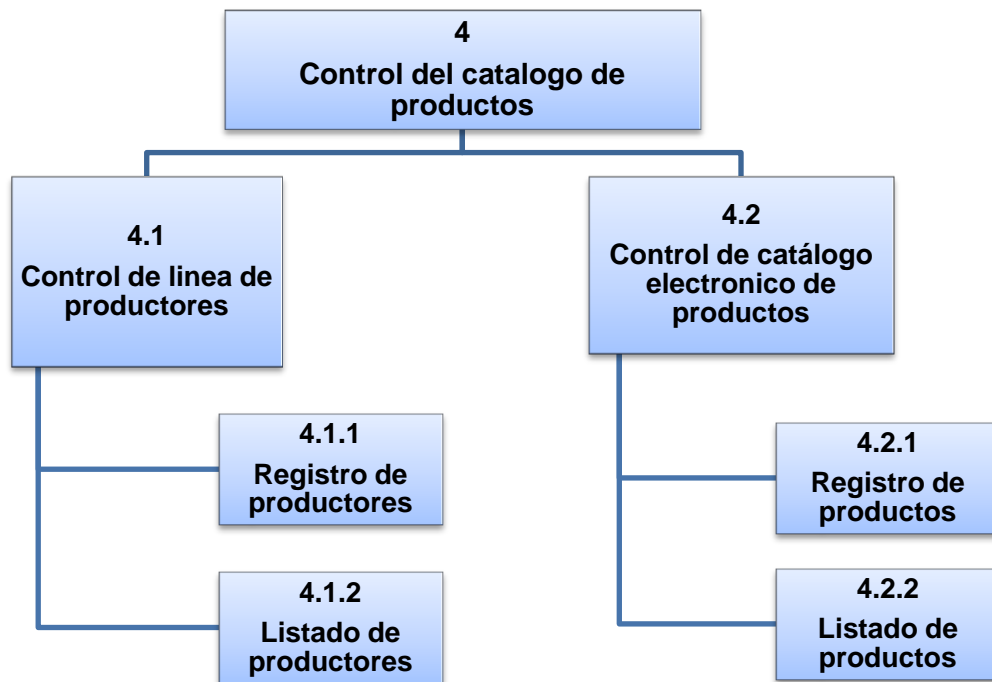 4
Control del catalogo de
productos
4.1
Control de linea de
productores
4.2
Control de catálogo
electronico de
productos
4.1.1
Registro de
productores
4.2.1
Registro de
productos
4.1.2
Listado de
productores
4.2.2
Listado de
productos